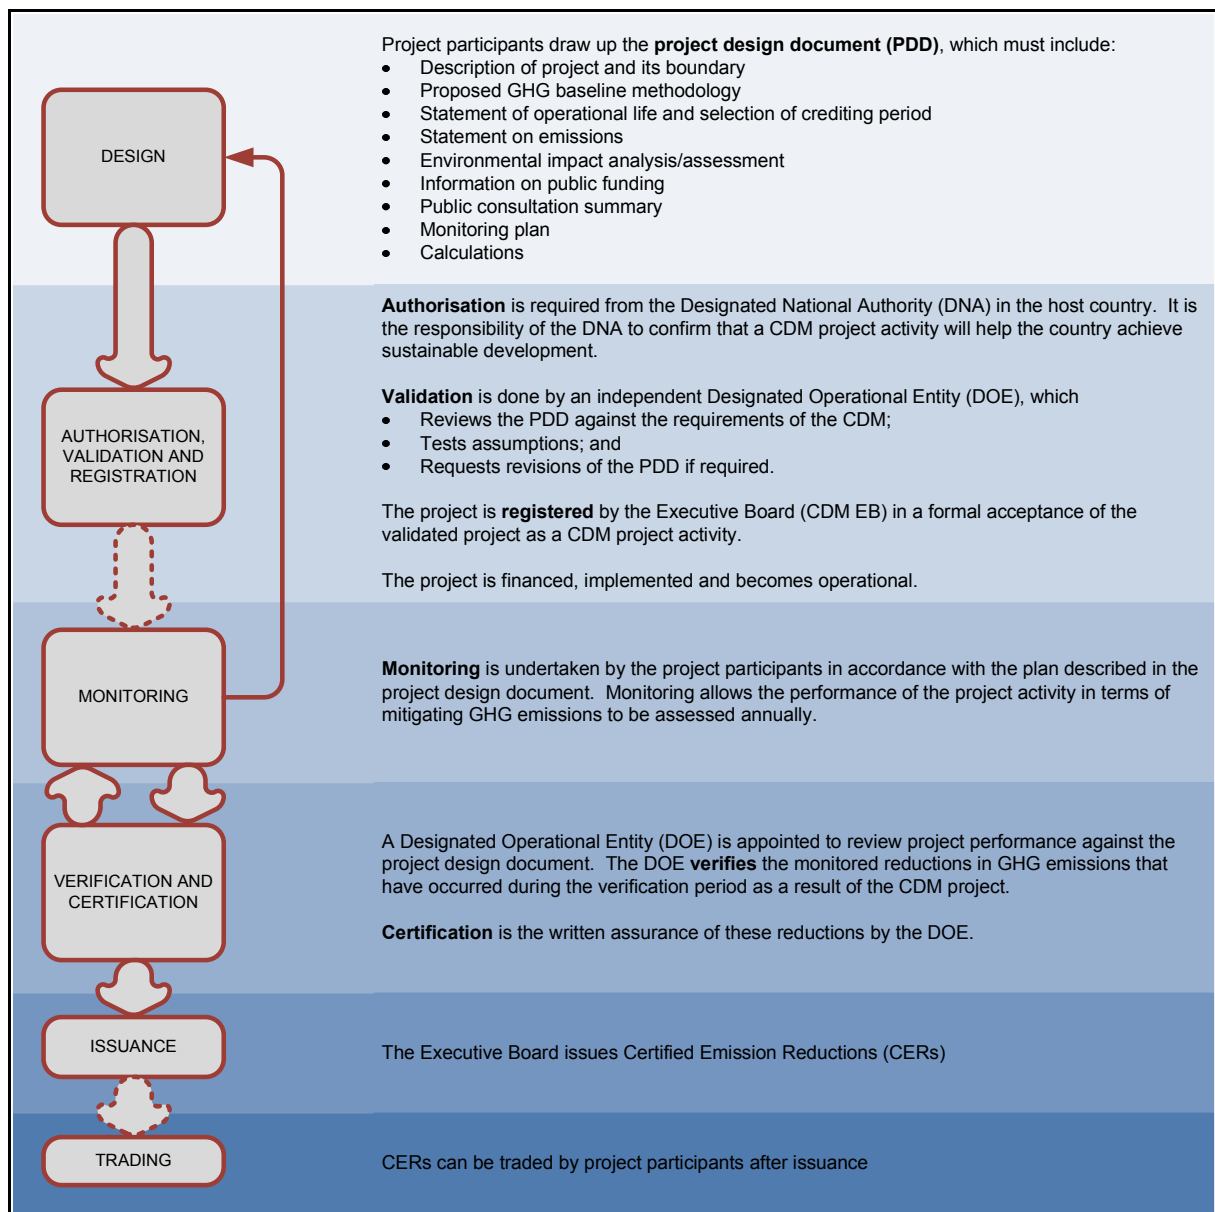 Project participants draw up the project design document (PDD), which must include:
• Description of project and its boundary
• Proposed GHG baseline methodology
• Statement of operational life and selection of crediting period
• Statement on emissions
• Environmental impact analysis/assessment
• Information on public funding
• Public consultation summary
• Monitoring plan
• Calculations
DESIGN
Authorisation is required from the Designated National Authority (DNA) in the host country.  It is
the responsibility of the DNA to confirm that a CDM project activity will help the country achieve
sustainable development.
Validation is done by an independent Designated Operational Entity (DOE), which
• Reviews the PDD against the requirements of the CDM;
• Tests assumptions; and
• Requests revisions of the PDD if required.
The project is registered by the Executive Board (CDM EB) in a formal acceptance of the
validated project as a CDM project activity.
The project is financed, implemented and becomes operational.
AUTHORISATION,
VALIDATION AND
REGISTRATION
MONITORING
Monitoring is undertaken by the project participants in accordance with the plan described in the
project design document.  Monitoring allows the performance of the project activity in terms of
mitigating GHG emissions to be assessed annually.
VERIFICATION AND
CERTIFICATION
A Designated Operational Entity (DOE) is appointed to review project performance against the
project design document.  The DOE verifies the monitored reductions in GHG emissions that
have occurred during the verification period as a result of the CDM project.
Certification is the written assurance of these reductions by the DOE.
ISSUANCE
The Executive Board issues Certified Emission Reductions (CERs)
TRADING
CERs can be traded by project participants after issuance